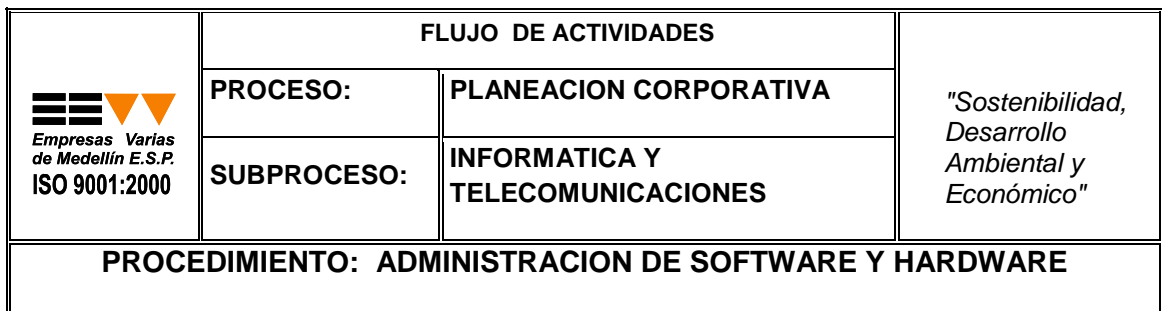 FLUJO DE ACTIVIDADES
Empresas Varias
de Medellín E.S.P.
ISO 9001:2000
PROCESO:
PLANEACION CORPORATIVA
SUBPROCESO:
INFORMATICA Y
TELECOMUNICACIONES
"Sostenibilidad,
Desarrollo
Ambiental y
Económico"
PROCEDIMIENTO: ADMINISTRACION DE SOFTWARE Y HARDWARE